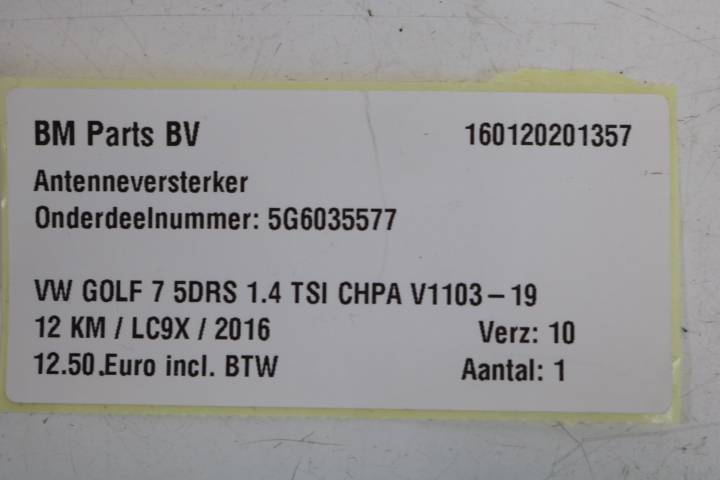 BM Parts BV 160120201357
Antenneversterker
Onderdeelnummer: 5G6035577
VW GOLF 7 5DRS 1.4 TSI CHPA V1103-19
12 KM / LC9X / 2016 Verz: 10
12.50.Euro incl. BTW Aantal: 1